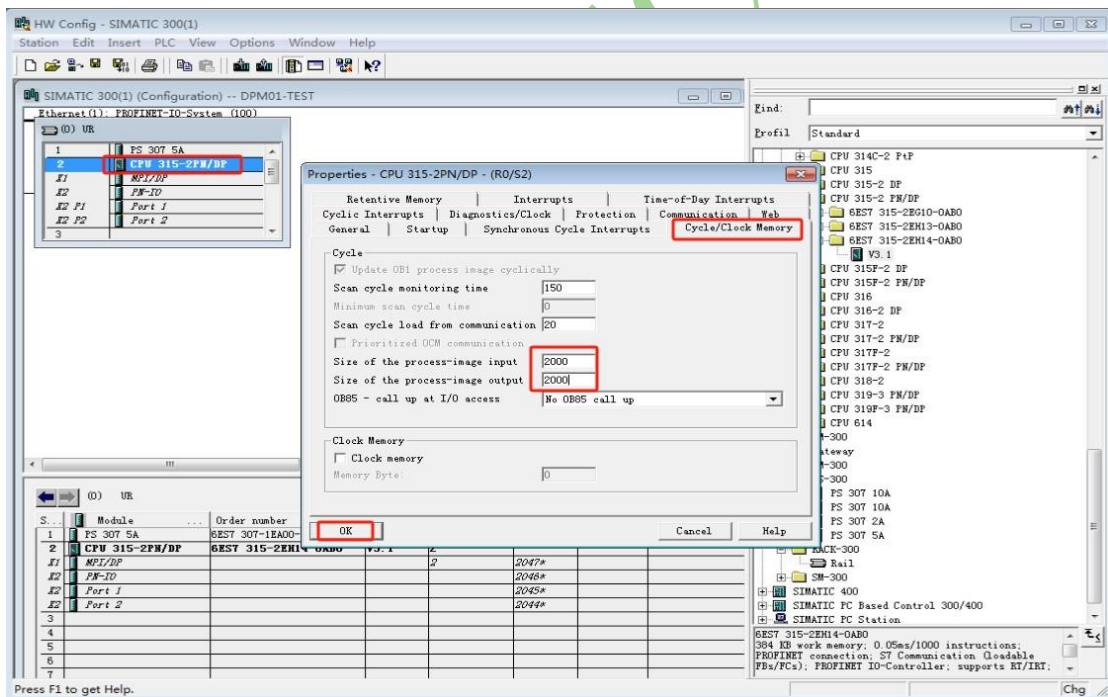 HW Config - SIMATIC 300(1)
Station Edit Insert PLC View Options Window Help
SIMATIC 300(1) (Configuration) -- DPM01-TEST
Ethernet(1): PROFINET-IO-System (100)
(0) UR
1 PS 307 5A
2 CPU 315-2PN/DP
X1 MPI/DP
X2 PN-IO
X2 P1 Port 1
X2 P2 Port 2
3
Properties - CPU 315-2PN/DP - (R0/S2)
Retentive Memory Interrupts Time-of-Day Interrupts
Cyclic Interrupts Diagnostics/Clock Protection Communication Web
General Startup Synchronous Cycle Interrupts Cycle/Clock Memory
Cycle
Update OB1 process image cyclically
Scan cycle monitoring time 150
Minimum scan cycle time 0
Scan cycle load from communication 20
Prioritized OCM communication
Size of the process-image input 2000
Size of the process-image output 2000
OB85 - call up at I/O access No OB85 call up
Clock Memory
Clock memory
Memory Byte: 0
OK Cancel Help
Find:
Profil Standard
CPU 314C-2 PtP
CPU 315
CPU 315-2 DP
CPU 315-2 PN/DP
6ES7 315-2EG10-0AB0
6ES7 315-2EH13-0AB0
6ES7 315-2EH14-0AB0
V3.1
CPU 315F-2 DP
CPU 315F-2 PN/DP
CPU 316
CPU 316-2 DP
CPU 317-2
CPU 317-2 PN/DP
CPU 317F-2
CPU 317F-2 PN/DP
CPU 318-2
CPU 319-3 PN/DP
CPU 319F-3 PN/DP
CPU 614
-300
ateway
-300
-300
PS 307 10A
PS 307 10A
PS 307 2A
PS 307 5A
RACK-300
Rail
SM-300
SIMATIC 400
SIMATIC PC Based Control 300/400
SIMATIC PC Station
6ES7 315-2EH14-0AB0
384 KB work memory; 0.05ms/1000 instructions;
PROFINET connection; S7 Communication (loadable
FBs/FCs); PROFINET IO-Controller; supports RT/IRT;
(0) UR
S... Module ... Order number
1 PS 307 5A 6ES7 307-1EA00-
2 CPU 315-2PN/DP 6ES7 315-2EH14-0AB0 V3.1 2
X1 MPI/DP 2 2047*
X2 PN-IO 2046*
X2 Port 1 2045*
X2 Port 2 2044*
3
4
5
6
7
Press F1 to get Help. Chg